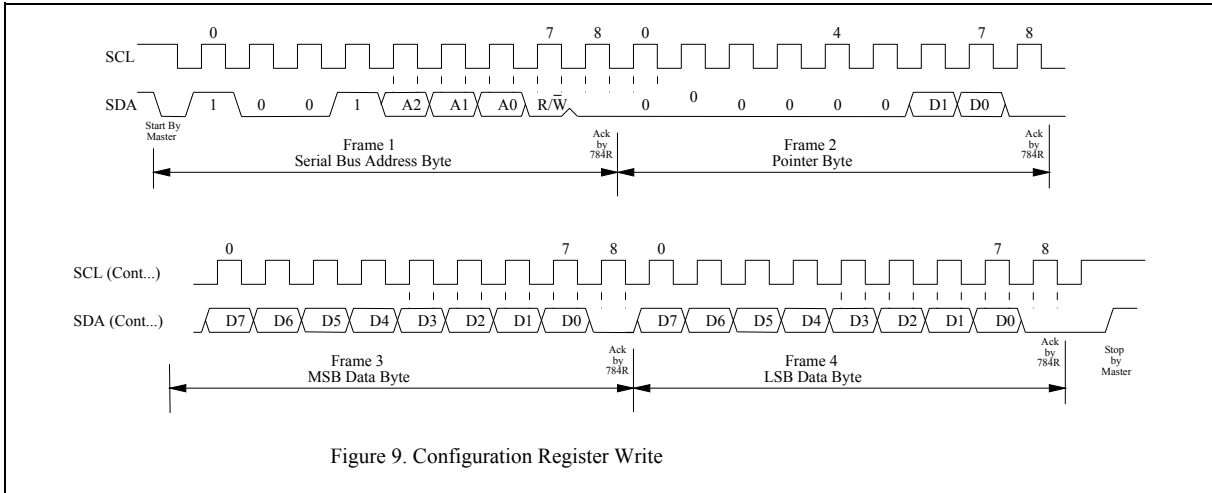 0 7 8 0 4 7 8
SCL
SDA 1 0 0 1 A2 A1 A0 R/W̅ 0 0 0 0 0 0 D1 D0
Start By
Master
Frame 1
Serial Bus Address Byte
Ack
by
784R
Frame 2
Pointer Byte
Ack
by
784R
0 7 8 0 7 8
SCL (Cont...)
SDA (Cont...) D7 D6 D5 D4 D3 D2 D1 D0 D7 D6 D5 D4 D3 D2 D1 D0
Frame 3
MSB Data Byte
Ack
by
784R
Frame 4
LSB Data Byte
Ack
by
784R
Stop
by
Master
Figure 9. Configuration Register Write